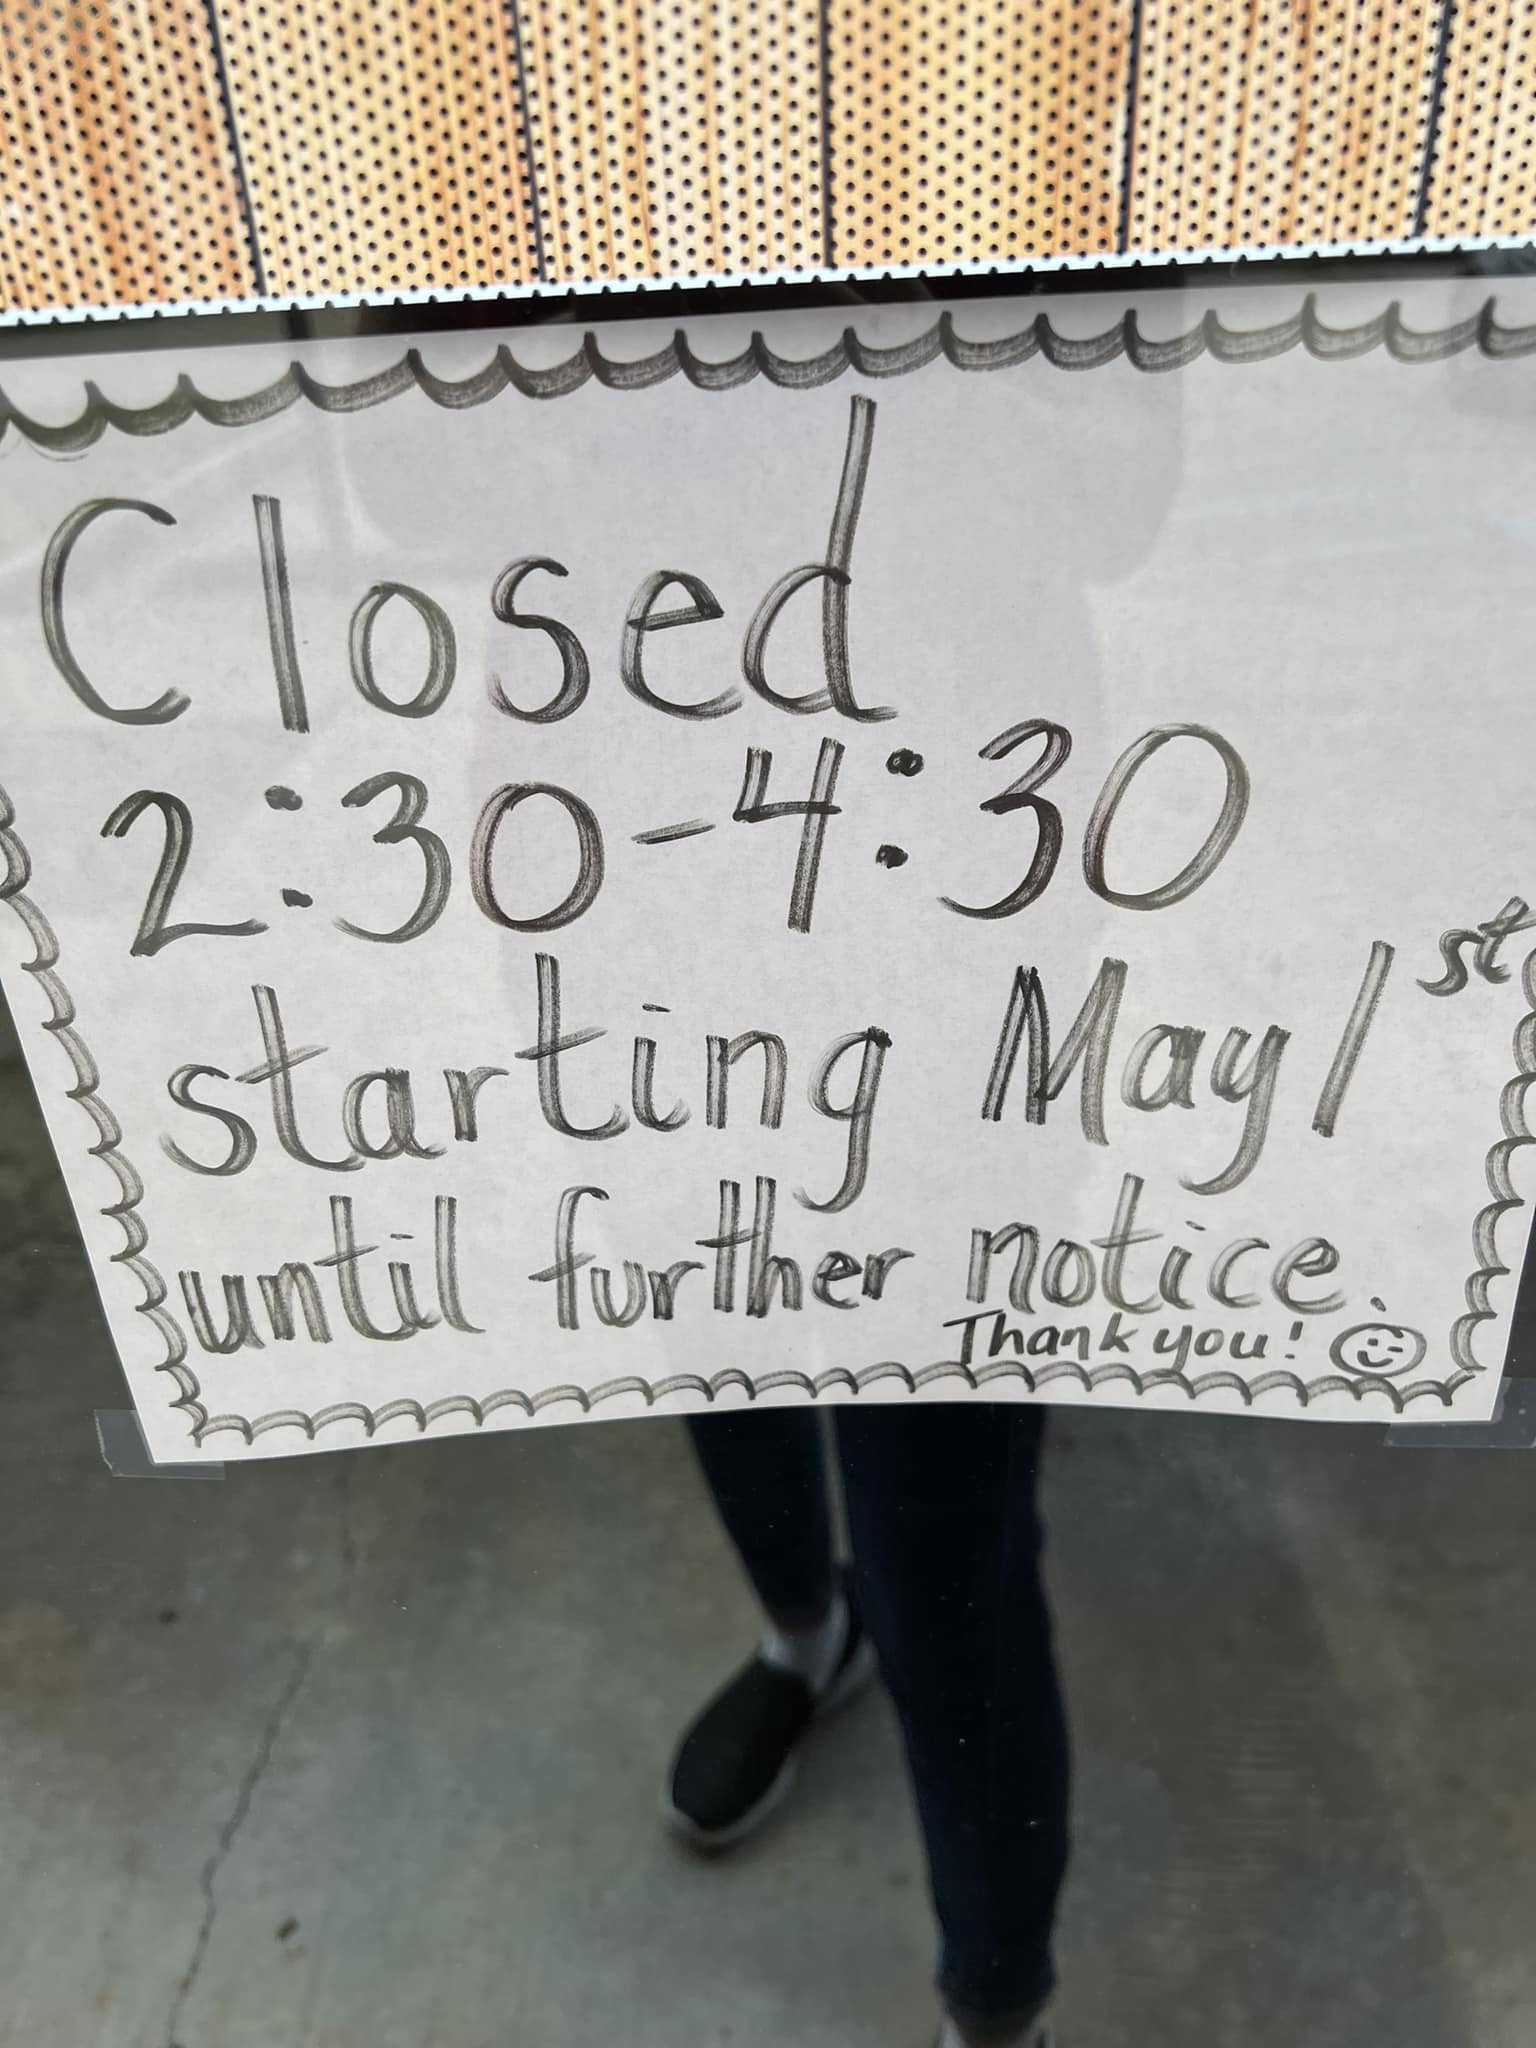 Closed
2:30-4:30
starting May 1st
until further notice.
Thank you!